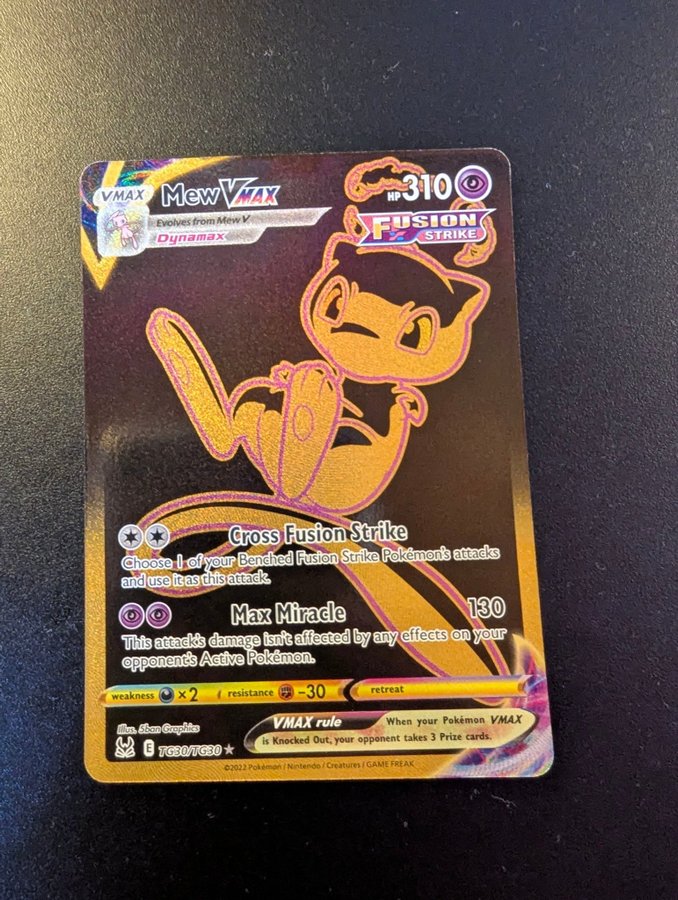 VMAX Mew VMAX HP 310
Evolves from Mew V
Dynamax
FUSION
STRIKE
Cross Fusion Strike
Choose 1 of your Benched Fusion Strike Pokémon's attacks
and use it as this attack.
Max Miracle 130
This attack's damage isn't affected by any effects on your
opponent's Active Pokémon.
weakness ×2 resistance -30 retreat
Illus. 5ban Graphics
VMAX rule When your Pokémon VMAX
is Knocked Out, your opponent takes 3 Prize cards.
E TG30/TG30 ★
©2022 Pokémon / Nintendo / Creatures / GAME FREAK